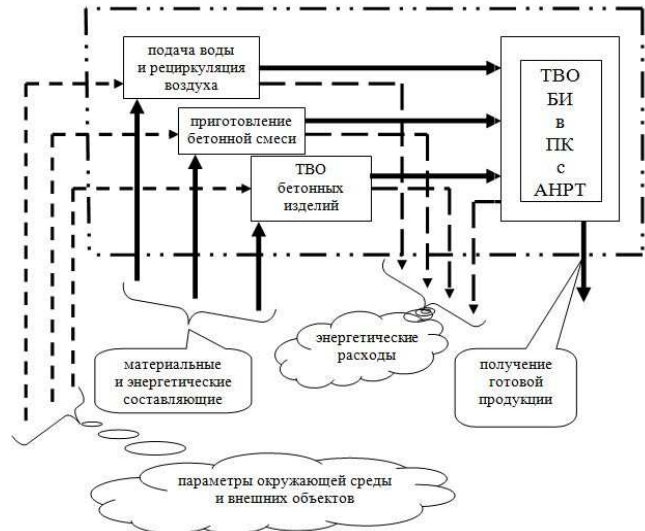 подача воды
и рециркуляция
воздуха
приготовление
бетонной смеси
ТВО
бетонных
изделий
ТВО
БИ
в
ПК
с
АНРТ
материальные
и энергетические
составляющие
энергетические
расходы
получение
готовой
продукции
параметры окружающей среды
и внешних объектов